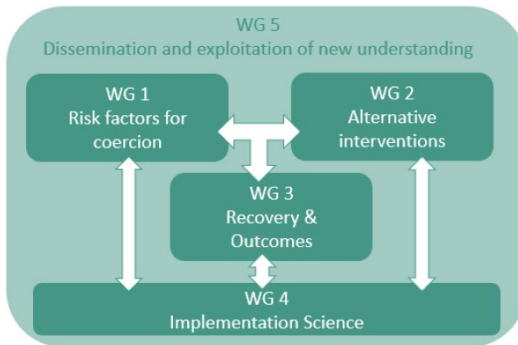 WG 5
Dissemination and exploitation of new understanding
WG 1
Risk factors for
coercion
WG 2
Alternative
interventions
WG 3
Recovery &
Outcomes
WG 4
Implementation Science